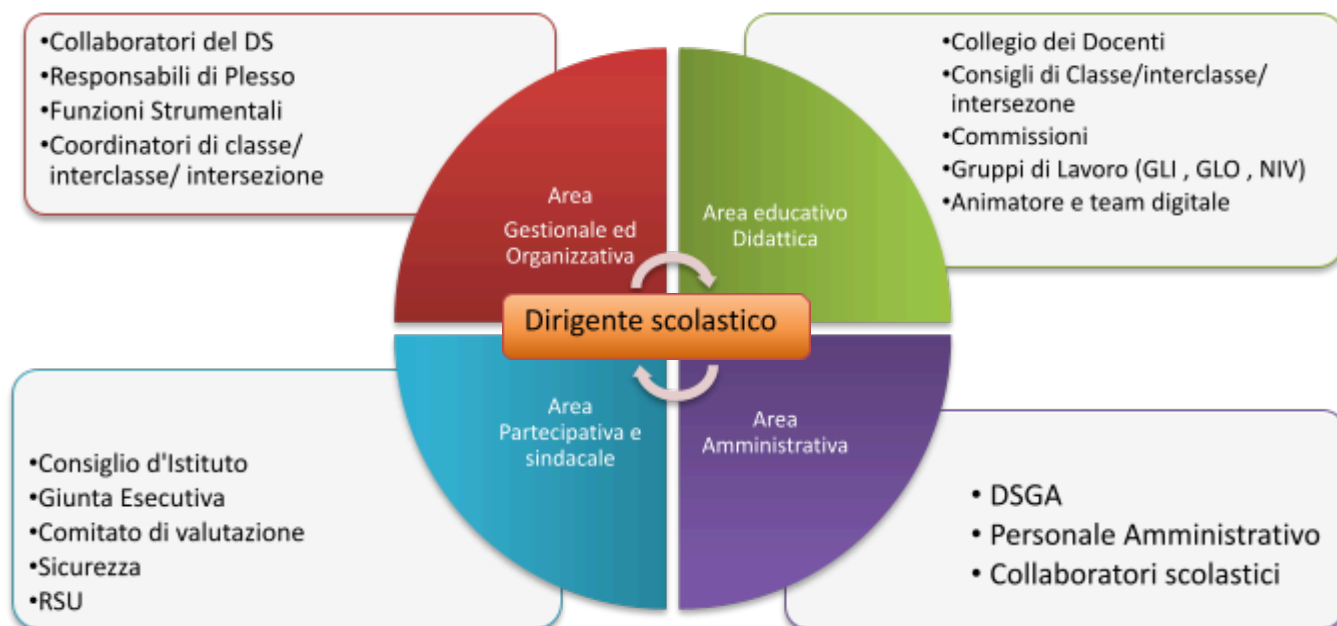 •Collaboratori del DS
•Responsabili di Plesso
•Funzioni Strumentali
•Coordinatori di classe/
interclasse/ intersezione
•Collegio dei Docenti
•Consigli di Classe/interclasse/
intersezone
•Commissioni
•Gruppi di Lavoro (GLI , GLO , NIV)
•Animatore e team digitale
Area
Gestionale ed
Organizzativa
Area educativo
Didattica
Dirigente scolastico
Area
Partecipativa e
sindacale
Area
Amministrativa
•Consiglio d'Istituto
•Giunta Esecutiva
•Comitato di valutazione
•Sicurezza
•RSU
• DSGA
• Personale Amministrativo
• Collaboratori scolastici